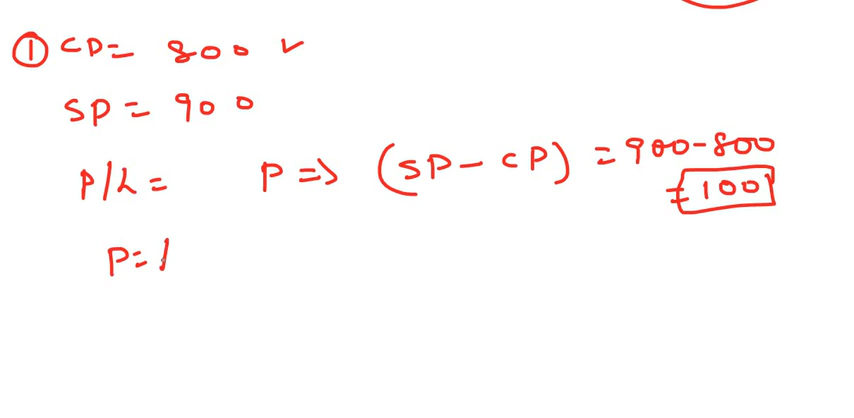 ① CP = 800 ✓
SP = 900
P/L = P => (SP - CP) = 900 - 800
= 100
P = 1